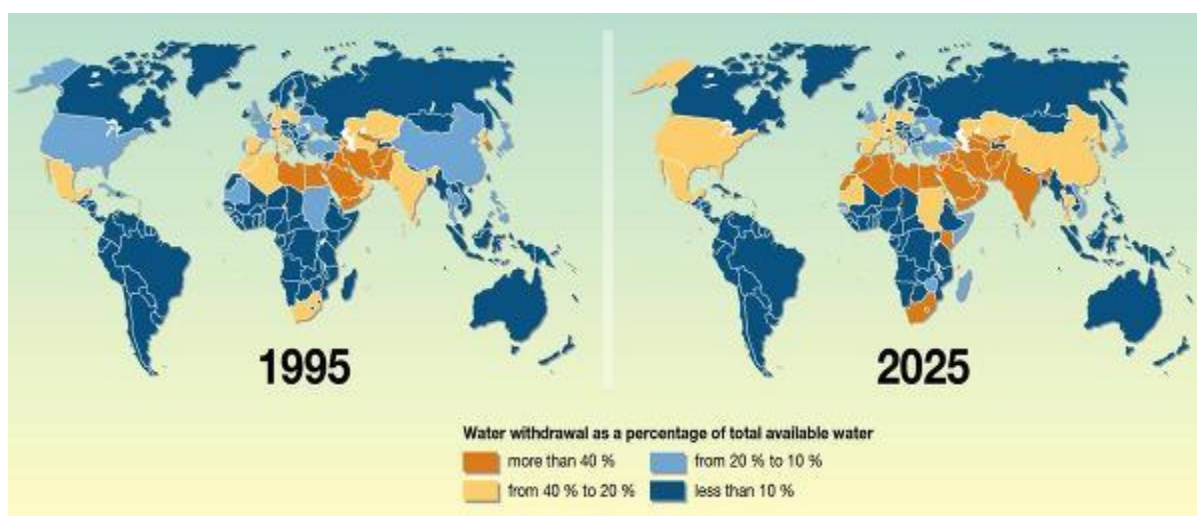 1995
2025
Water withdrawal as a percentage of total available water
more than 40 %
from 20 % to 10 %
from 40 % to 20 %
less than 10 %